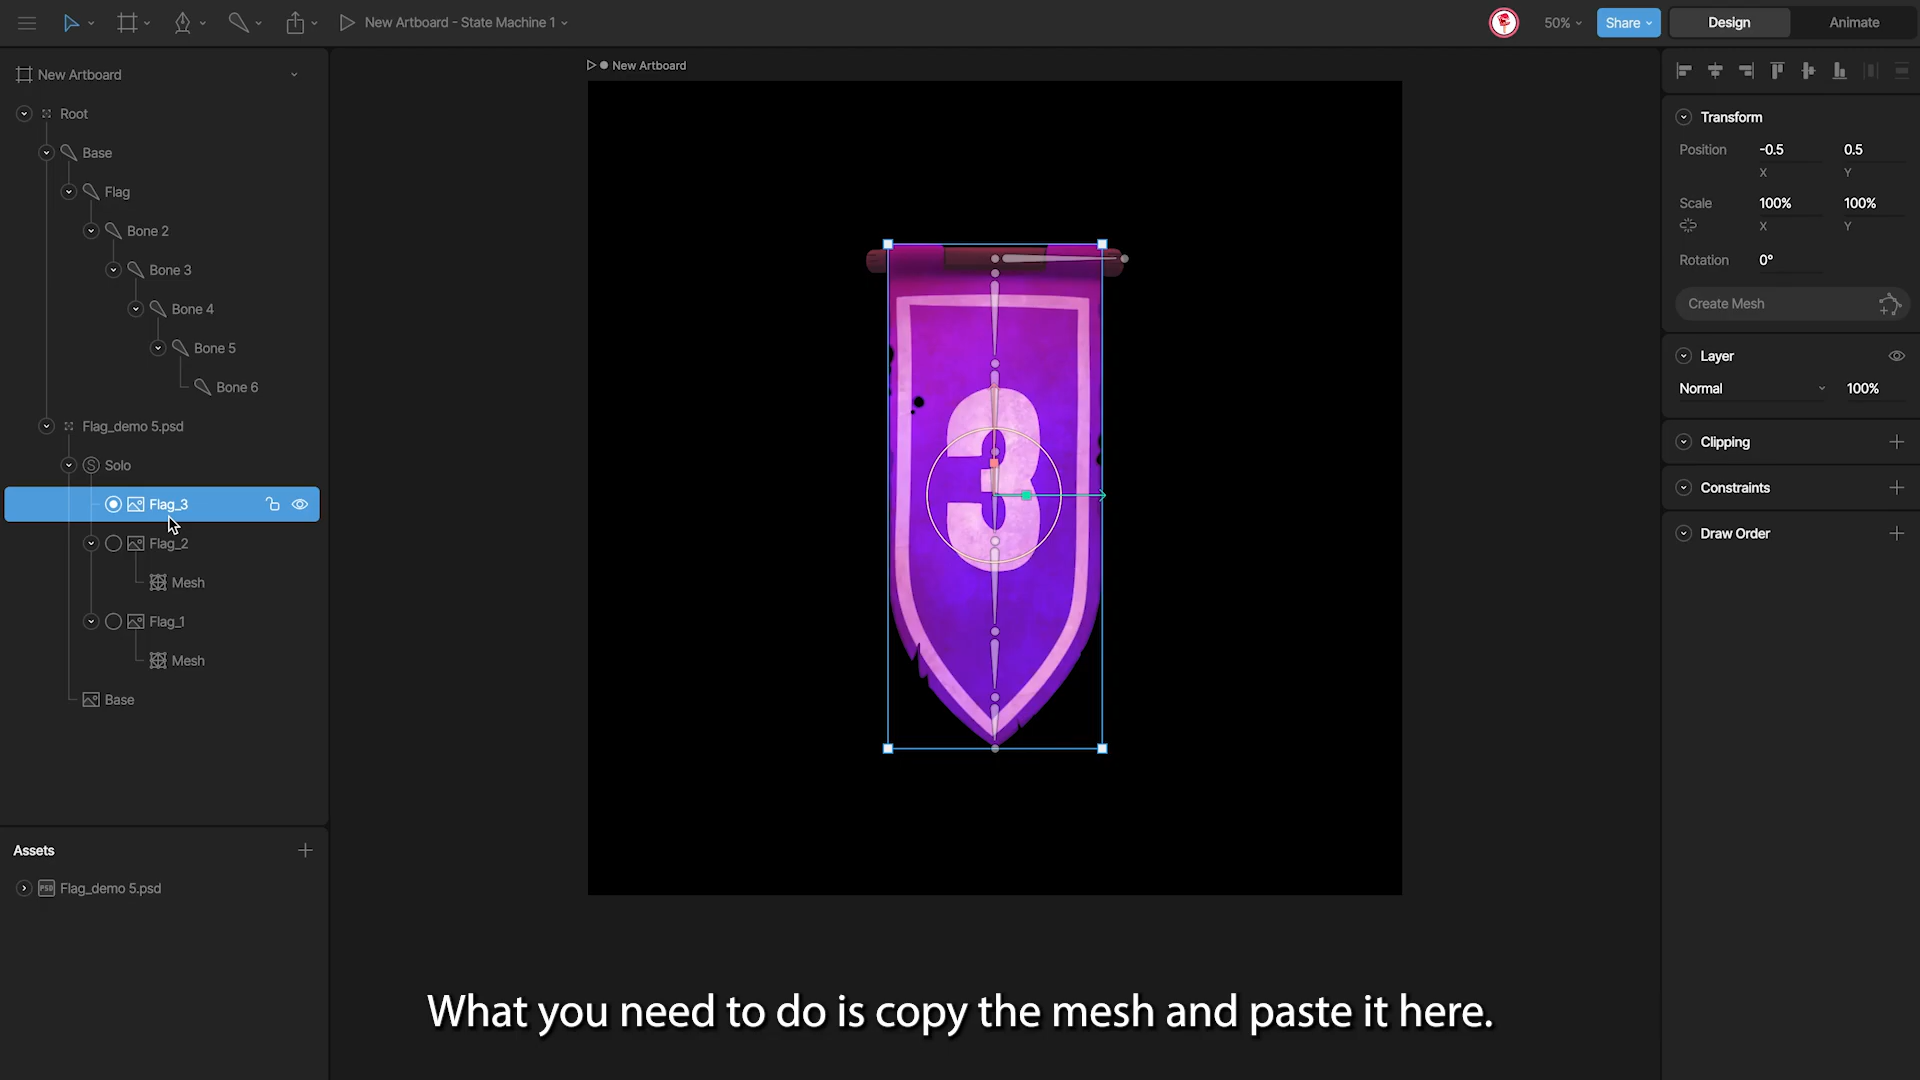 New Artboard - State Machine 1
50%
Share
Design
Animate
New Artboard
New Artboard
Root
Base
Flag
Bone 2
Bone 3
Bone 4
Bone 5
Bone 6
Flag_demo 5.psd
S Solo
Flag_3
Flag_2
Mesh
Flag_1
Mesh
Base
Assets
PSD Flag_demo 5.psd
3
Transform
Position -0.5 0.5
X Y
Scale 100% 100%
X Y
Rotation 0°
Create Mesh
Layer
Normal 100%
Clipping
Constraints
Draw Order
What you need to do is copy the mesh and paste it here.